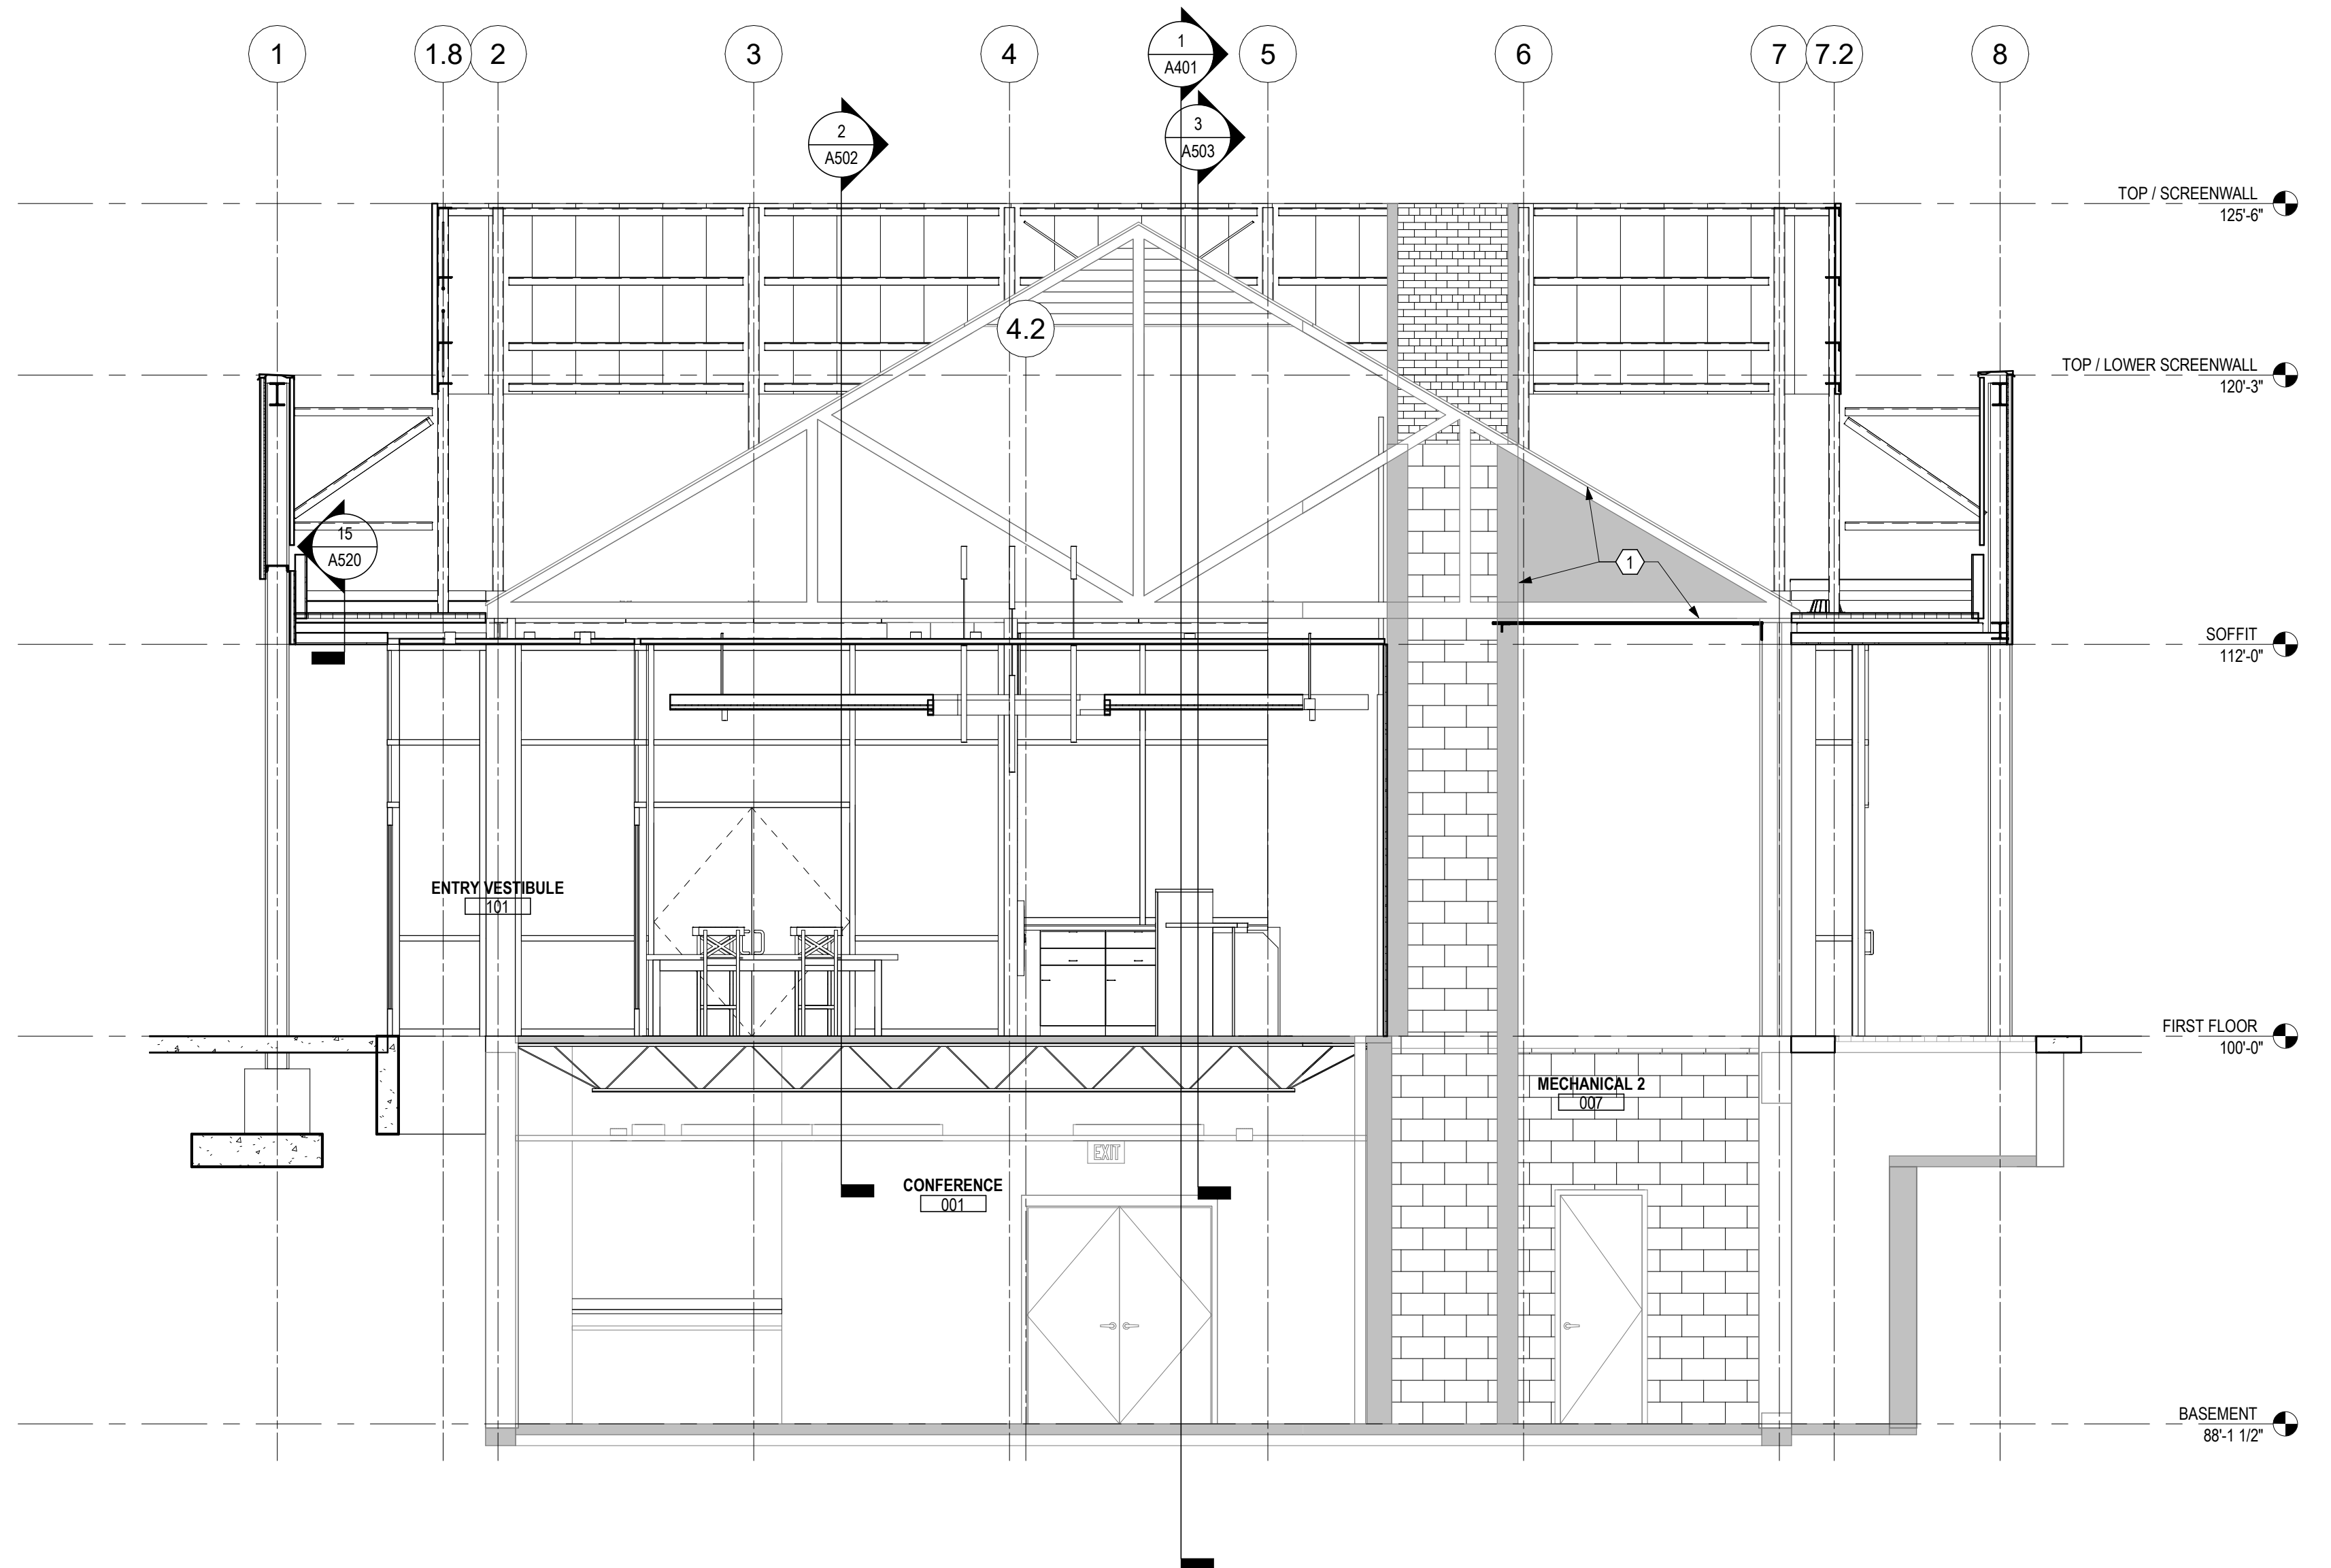 1
1.8
2
3
4
1
A401
5
6
7
7.2
8
2
A502
3
A503
TOP / SCREENWALL
125'-6"
4.2
TOP / LOWER SCREENWALL
120'-3"
15
A520
1
SOFFIT
112'-0"
ENTRY VESTIBULE
101
FIRST FLOOR
100'-0"
MECHANICAL 2
007
EXIT
CONFERENCE
001
BASEMENT
88'-1 1/2"